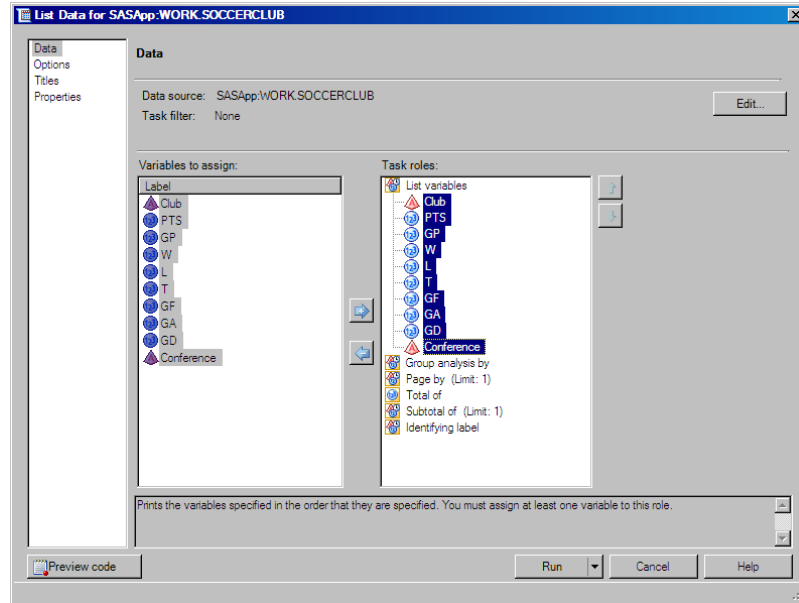 List Data for SASApp:WORK.SOCCERCLUB
Data
Options
Titles
Properties
Data
Data source: SASApp:WORK.SOCCERCLUB
Task filter: None
Edit...
Variables to assign:
Label
Club
PTS
GP
W
L
T
GF
GA
GD
Conference
Task roles:
List variables
Club
PTS
GP
W
L
T
GF
GA
GD
Conference
Group analysis by
Page by (Limit: 1)
Total of
Subtotal of (Limit: 1)
Identifying label
Prints the variables specified in the order that they are specified. You must assign at least one variable to this role.
Preview code
Run
Cancel
Help